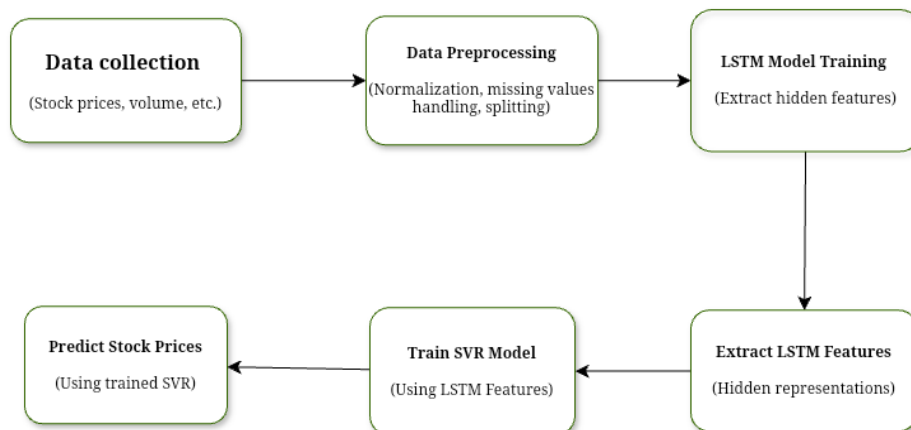 Data collection
(Stock prices, volume, etc.)
Data Preprocessing
(Normalization, missing values
handling, splitting)
LSTM Model Training
(Extract hidden features)
Extract LSTM Features
(Hidden representations)
Train SVR Model
(Using LSTM Features)
Predict Stock Prices
(Using trained SVR)